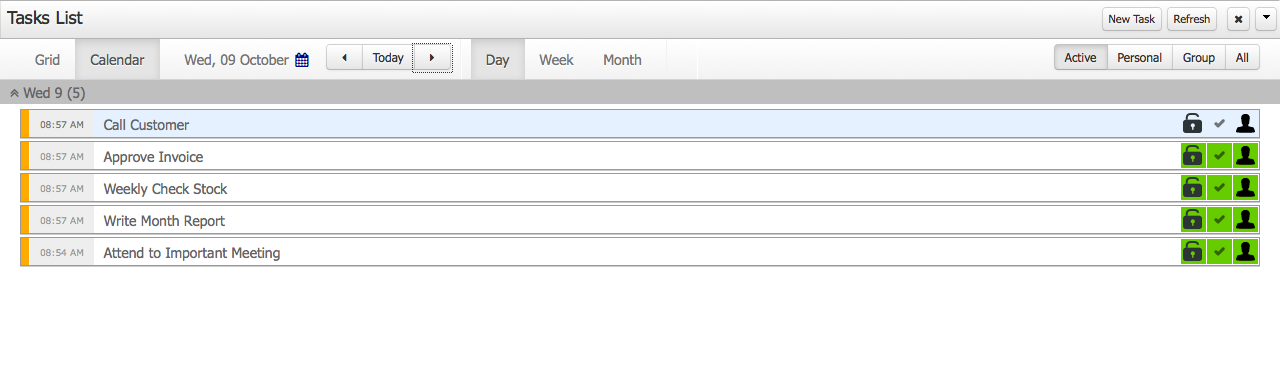 Tasks List New Task Refresh
Grid Calendar Wed, 09 October Today Day Week Month Active Personal Group All
Wed 9 (5)
08:57 AM Call Customer
08:57 AM Approve Invoice
08:57 AM Weekly Check Stock
08:57 AM Write Month Report
08:54 AM Attend to Important Meeting